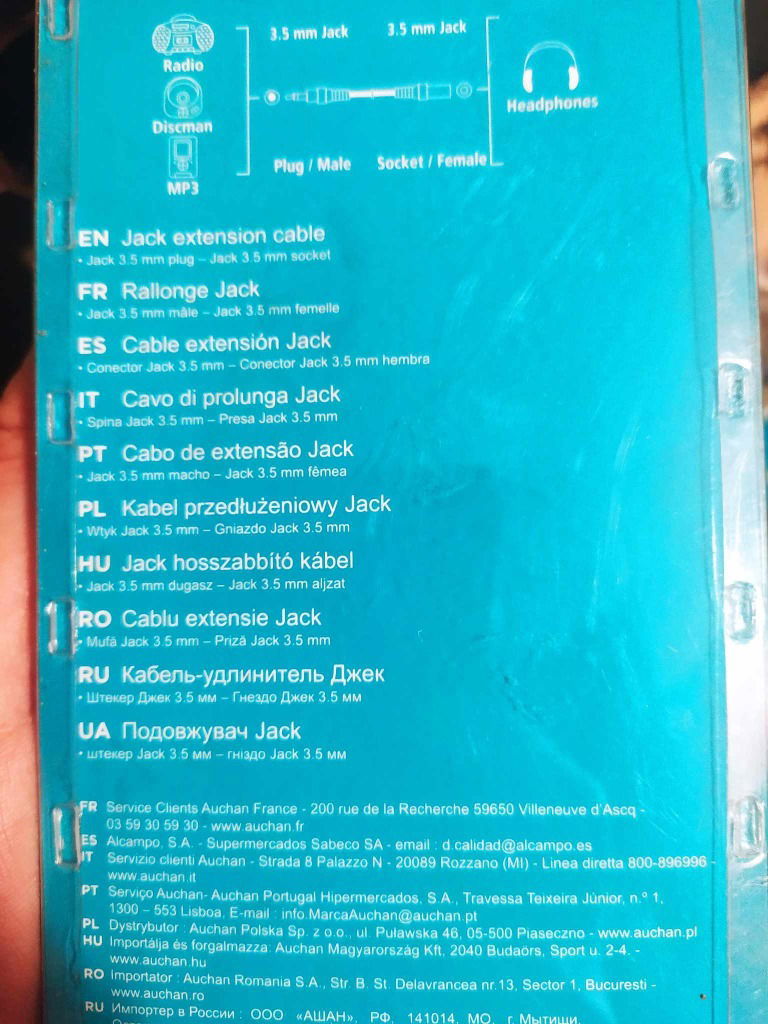 3.5 mm Jack 3.5 mm Jack
Radio
Headphones
Discman
Plug / Male Socket / Female
MP3
EN Jack extension cable
• Jack 3.5 mm plug – Jack 3.5 mm socket
FR Rallonge Jack
• Jack 3.5 mm mâle – Jack 3.5 mm femelle
ES Cable extensión Jack
• Conector Jack 3.5 mm – Conector Jack 3.5 mm hembra
IT Cavo di prolunga Jack
• Spina Jack 3.5 mm – Presa Jack 3.5 mm
PT Cabo de extensão Jack
• Jack 3.5 mm macho – Jack 3.5 mm fêmea
PL Kabel przedłużeniowy Jack
• Wtyk Jack 3.5 mm – Gniazdo Jack 3.5 mm
HU Jack hosszabbító kábel
• Jack 3.5 mm dugasz – Jack 3.5 mm aljzat
RO Cablu extensie Jack
• Mufă Jack 3.5 mm – Priză Jack 3.5 mm
RU Кабель-удлинитель Джек
• Штекер Джек 3.5 мм – Гнездо Джек 3.5 мм
UA Подовжувач Jack
• штекер Jack 3.5 мм – гніздо Jack 3.5 мм
FR Service Clients Auchan France - 200 rue de la Recherche 59650 Villeneuve d'Ascq -
03 59 30 59 30 - www.auchan.fr
ES Alcampo, S.A. - Supermercados Sabeco SA - email : d.calidad@alcampo.es
IT Servizio clienti Auchan - Strada 8 Palazzo N - 20089 Rozzano (MI) - Linea diretta 800-896996 -
www.auchan.it
PT Serviço Auchan- Auchan Portugal Hipermercados, S.A., Travessa Teixeira Júnior, n.º 1,
1300 – 553 Lisboa. E-mail : info.MarcaAuchan@auchan.pt
PL Dystrybutor : Auchan Polska Sp. z o.o., ul. Puławska 46, 05-500 Piaseczno - www.auchan.pl
HU Importálja és forgalmazza: Auchan Magyarország Kft, 2040 Budaörs, Sport u. 2-4. -
www.auchan.hu
RO Importator : Auchan Romania S.A., Str. B. St. Delavrancea nr.13, Sector 1, Bucuresti -
www.auchan.ro
RU Импортер в России : ООО «АШАН», РФ, 141014, МО, г. Мытищи,